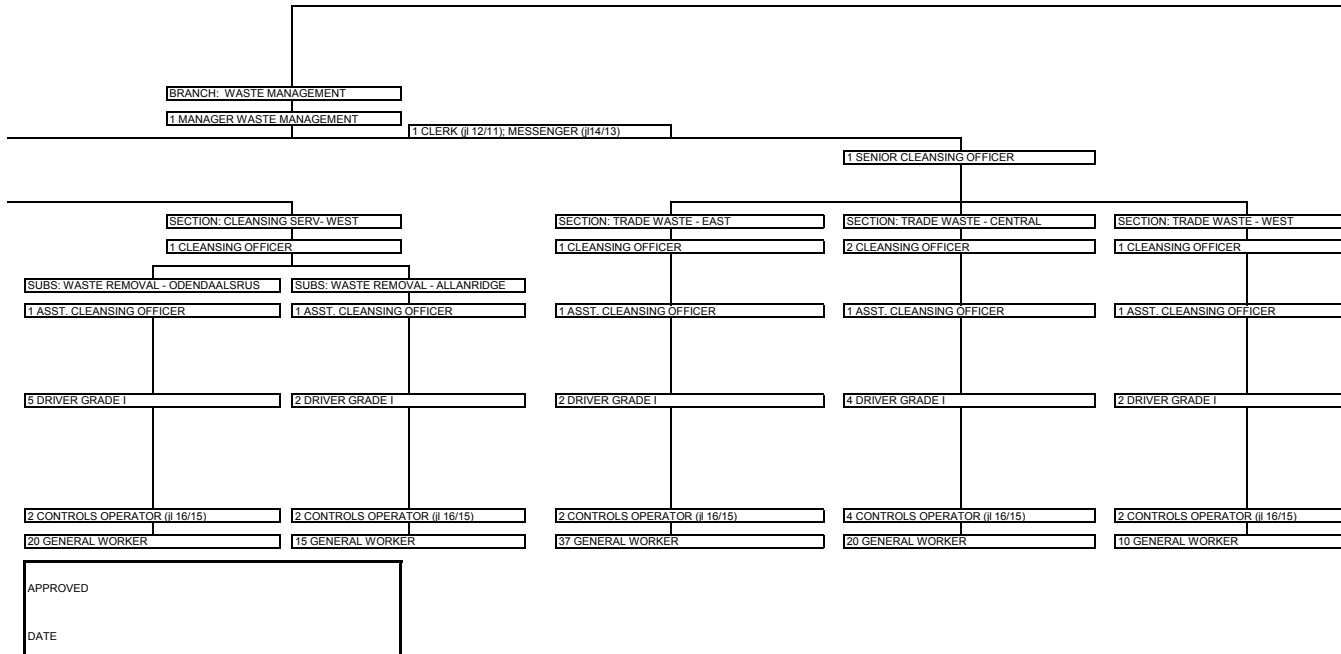 BRANCH: WASTE MANAGEMENT
1 MANAGER WASTE MANAGEMENT
1 CLERK (jl 12/11); MESSENGER (jl14/13)
1 SENIOR CLEANSING OFFICER
SECTION: CLEANSING SERV- WEST
SECTION: TRADE WASTE - EAST
SECTION: TRADE WASTE - CENTRAL
SECTION: TRADE WASTE - WEST
1 CLEANSING OFFICER
1 CLEANSING OFFICER
2 CLEANSING OFFICER
1 CLEANSING OFFICER
SUBS: WASTE REMOVAL - ODENDAALSRUS
SUBS: WASTE REMOVAL - ALLANRIDGE
1 ASST. CLEANSING OFFICER
1 ASST. CLEANSING OFFICER
1 ASST. CLEANSING OFFICER
1 ASST. CLEANSING OFFICER
1 ASST. CLEANSING OFFICER
5 DRIVER GRADE I
2 DRIVER GRADE I
2 DRIVER GRADE I
4 DRIVER GRADE I
2 DRIVER GRADE I
2 CONTROLS OPERATOR (jl 16/15)
2 CONTROLS OPERATOR (jl 16/15)
2 CONTROLS OPERATOR (jl 16/15)
4 CONTROLS OPERATOR (jl 16/15)
2 CONTROLS OPERATOR (jl 16/15)
20 GENERAL WORKER
15 GENERAL WORKER
37 GENERAL WORKER
20 GENERAL WORKER
10 GENERAL WORKER
APPROVED
DATE